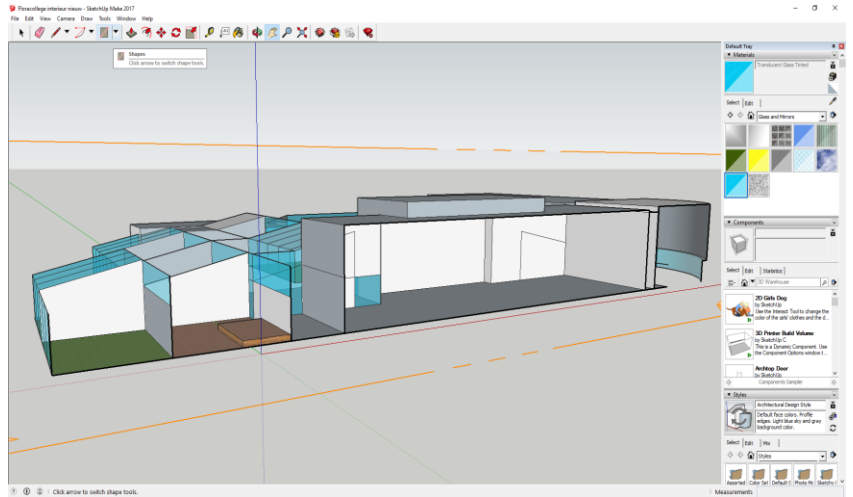 Floracollege interieur nieuw - SketchUp Make 2017
File Edit View Camera Draw Tools Window Help
Shapes
Click arrow to switch shape tools.
Default Tray
Materials
Translucent Glass Tinted
Select Edit
Glass and Mirrors
Components
Select Edit Statistics
3D Warehouse
2D Girls Dog
by SketchUp
Use the Interact Tool to change the
color of the girls' clothes and the d...
3D Printer Build Volume
by SketchUp C
This is a Dynamic Component. Use
the Component Options window t...
Archtop Deer
by SketchUp
Components Sampler
Styles
Architectural Design Style
Default face colors. Profile
edges. Light blue sky and gray
background color.
Select Edit Mix
Styles
Assorted Color Set Default S Photo Mo Sketchy
Click arrow to switch shape tools.
Measurements